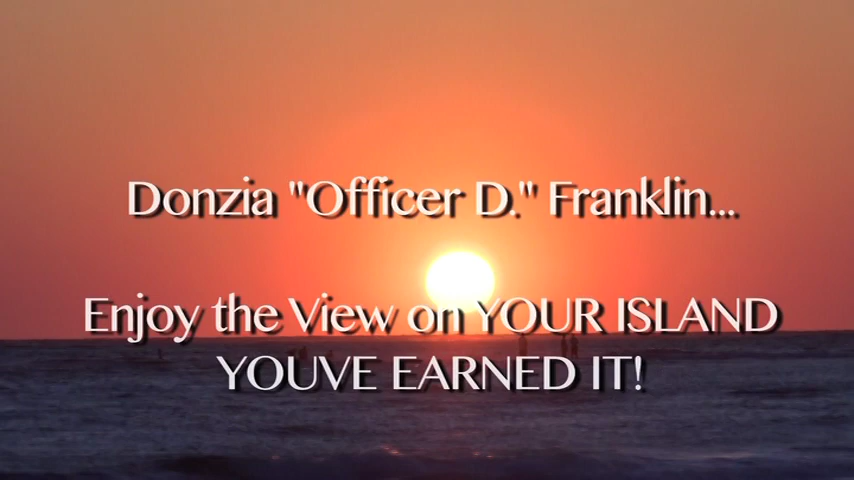 Donzia "Officer D." Franklin...
Enjoy the View on YOUR ISLAND
YOUVE EARNED IT!